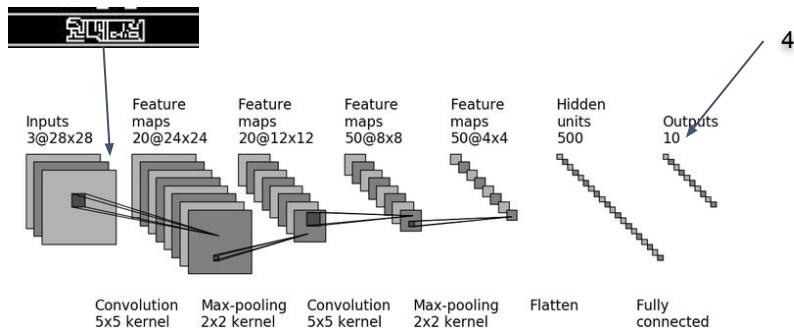 4
Inputs
3@28x28
Feature
maps
20@24x24
Feature
maps
20@12x12
Feature
maps
50@8x8
Feature
maps
50@4x4
Hidden
units
500
Outputs
10
Convolution
5x5 kernel
Max-pooling
2x2 kernel
Convolution
5x5 kernel
Max-pooling
2x2 kernel
Flatten
Fully
connected